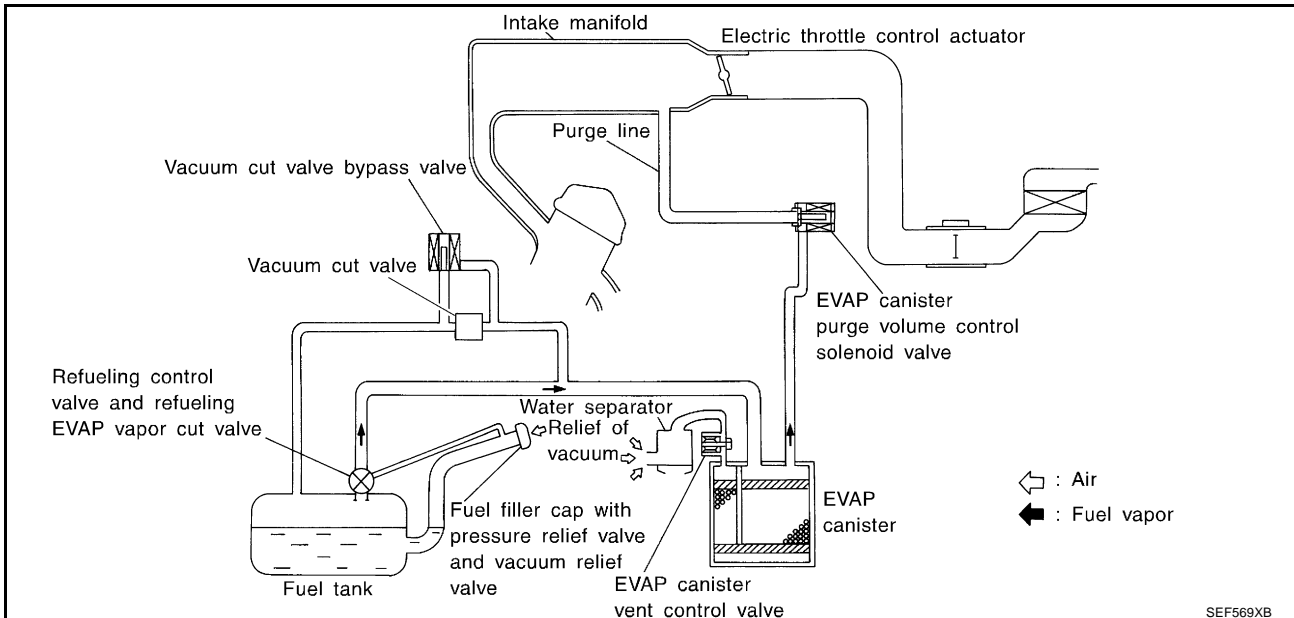 Intake manifold
Electric throttle control actuator
Purge line
Vacuum cut valve bypass valve
Vacuum cut valve
EVAP canister
purge volume control
solenoid valve
Refueling control
valve and refueling
EVAP vapor cut valve
Water separator
Relief of
vacuum
Fuel filler cap with
pressure relief valve
and vacuum relief
valve
EVAP
canister
: Air
: Fuel vapor
Fuel tank
EVAP canister
vent control valve
SEF569XB